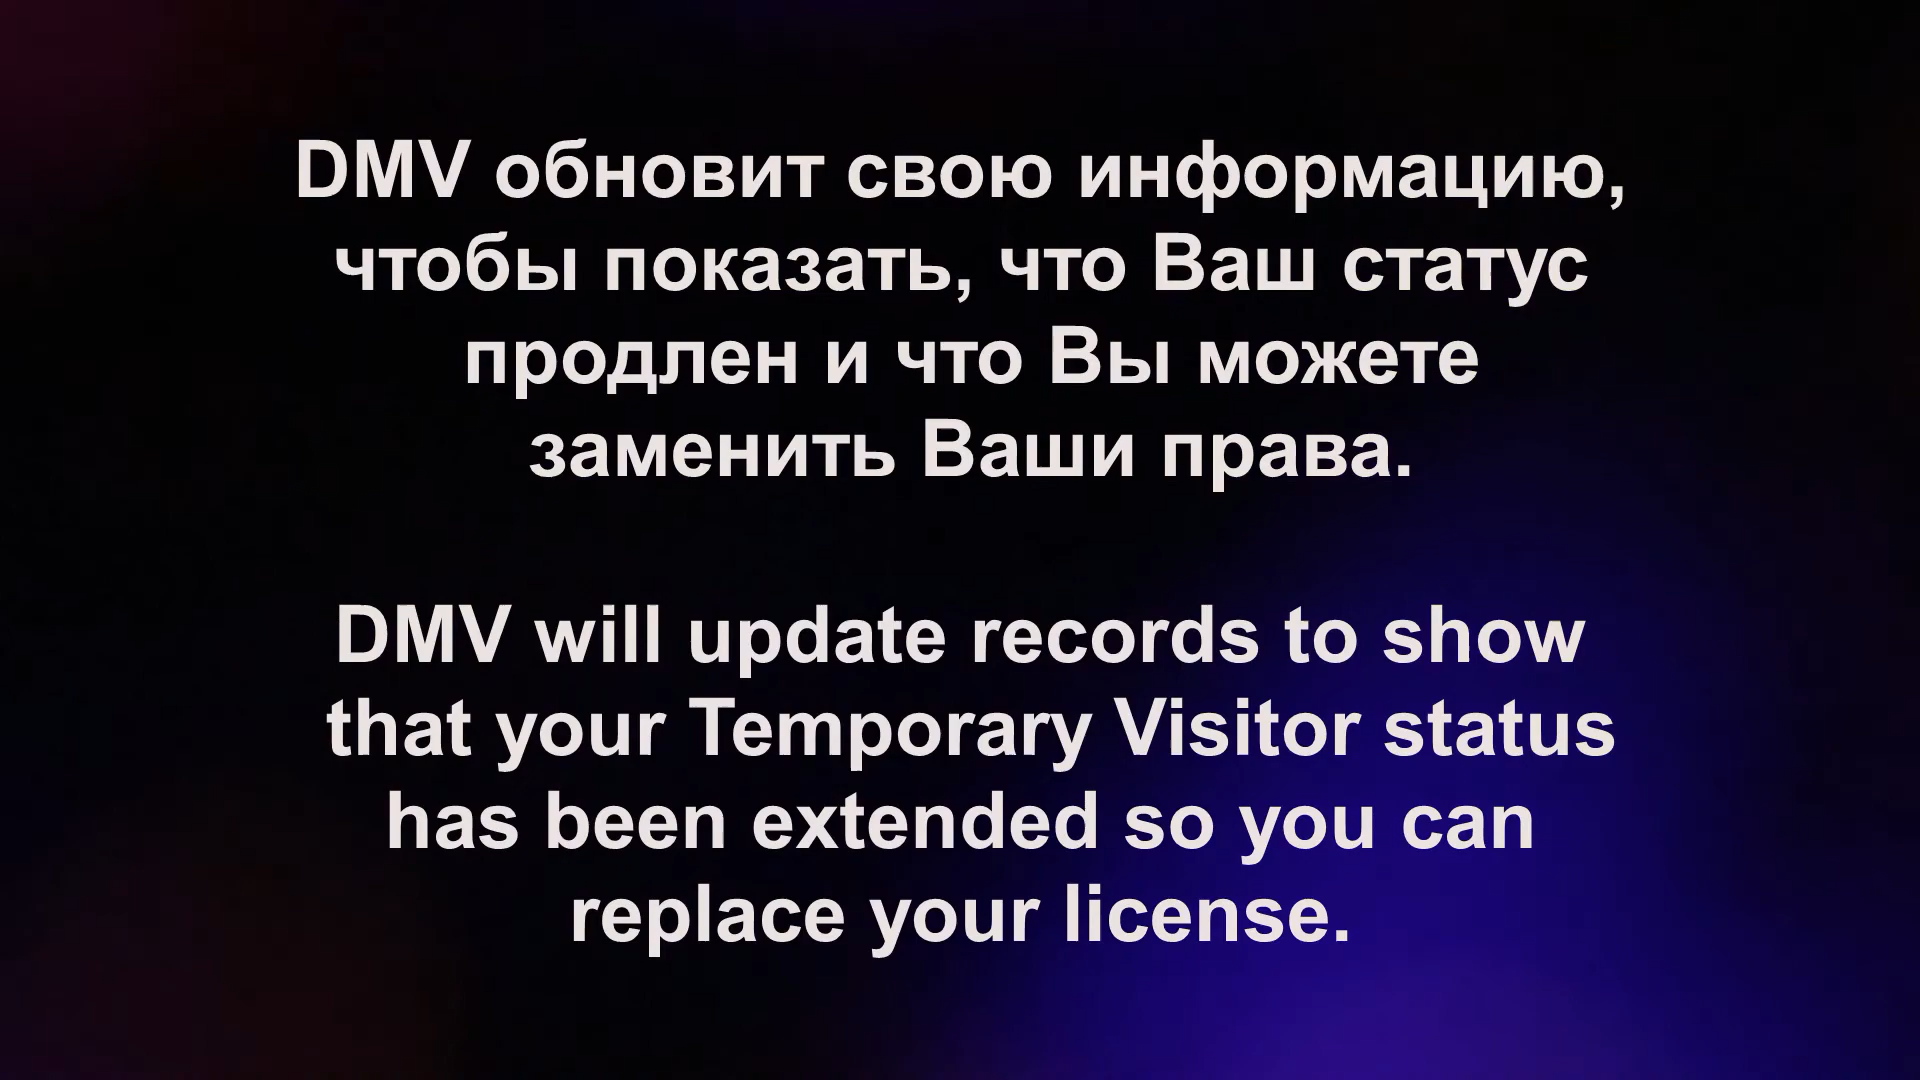 DMV обновит свою информацию,
чтобы показать, что Ваш статус
продлен и что Вы можете
заменить Ваши права.
DMV will update records to show
that your Temporary Visitor status
has been extended so you can
replace your license.